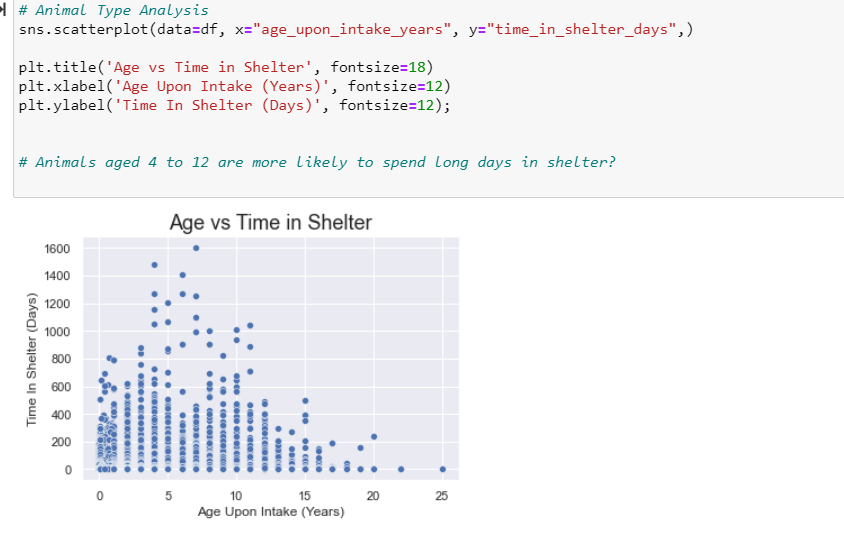 # Animal Type Analysis
sns.scatterplot(data=df, x="age_upon_intake_years", y="time_in_shelter_days",)
plt.title('Age vs Time in Shelter', fontsize=18)
plt.xlabel('Age Upon Intake (Years)', fontsize=12)
plt.ylabel('Time In Shelter (Days)', fontsize=12);
# Animals aged 4 to 12 are more likely to spend long days in shelter?
Age vs Time in Shelter
1600
1400
1200
1000
800
600
400
200
0
Time In Shelter (Days)
0 5 10 15 20 25
Age Upon Intake (Years)